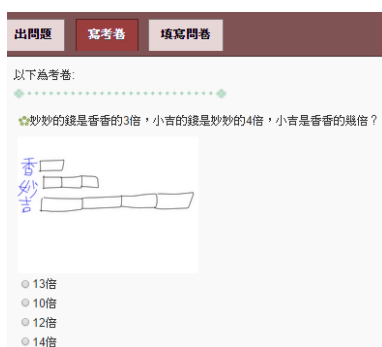 出問題 寫考卷 填寫問卷
以下為考卷:
妙妙的錢是香香的3倍，小吉的錢是妙妙的4倍，小吉是香香的幾倍？
香
妙
吉
13倍
10倍
12倍
14倍